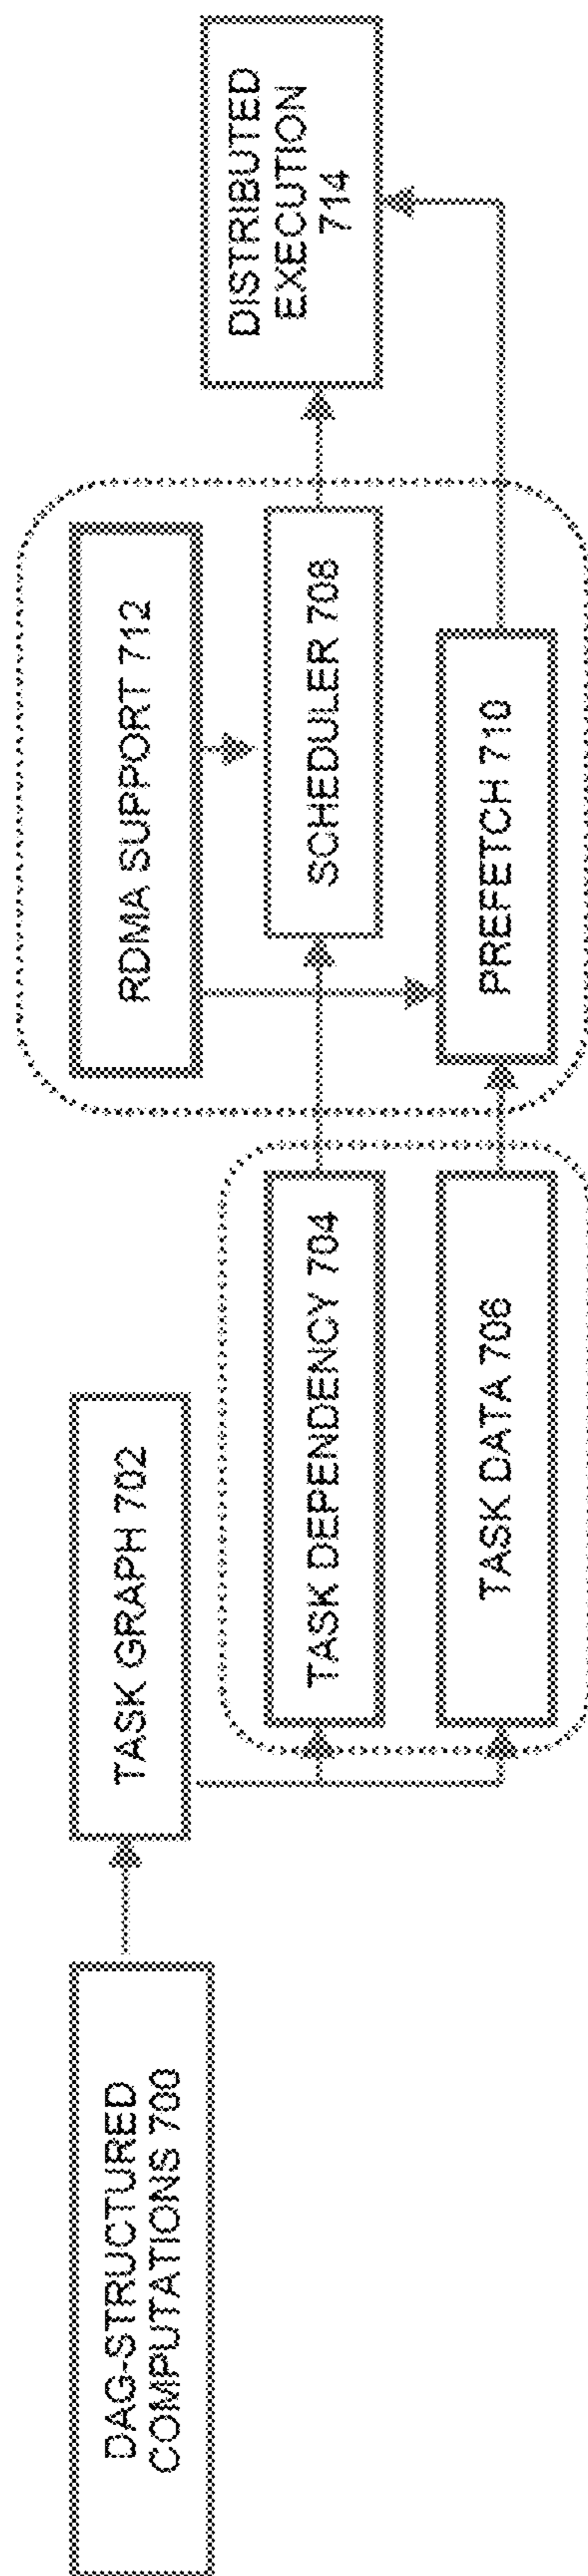 DAG-STRUCTURED
COMPUTATIONS 700
TASK GRAPH 702
TASK DEPENDENCY 704
TASK DATA 706
RDMA SUPPORT 712
SCHEDULER 708
PREFETCH 710
DISTRIBUTED
EXECUTION
714